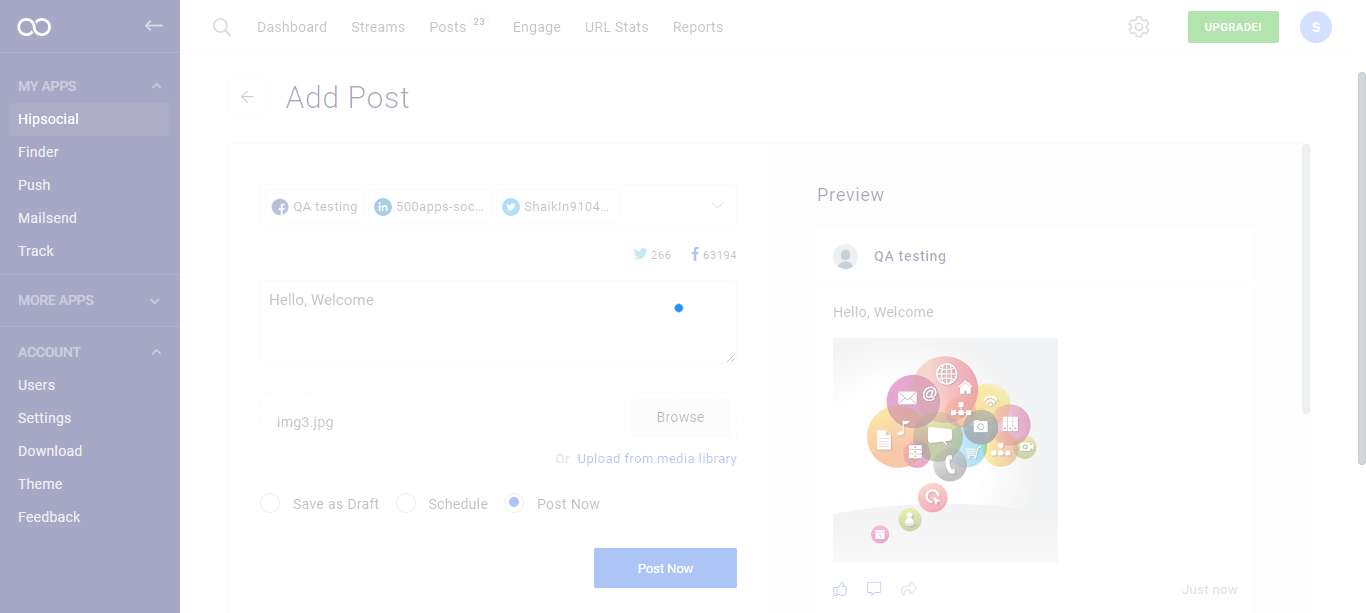 Dashboard Streams Posts 23 Engage URL Stats Reports UPGRADE! S
MY APPS
Hipsocial
Finder
Push
Mailsend
Track
MORE APPS
ACCOUNT
Users
Settings
Download
Theme
Feedback
Add Post
QA testing 500apps-soc... ShaikIn9104...
266 63194
Hello, Welcome
img3.jpg Browse
Or Upload from media library
Save as Draft Schedule Post Now
Post Now
Preview
QA testing
Hello, Welcome
@
Just now